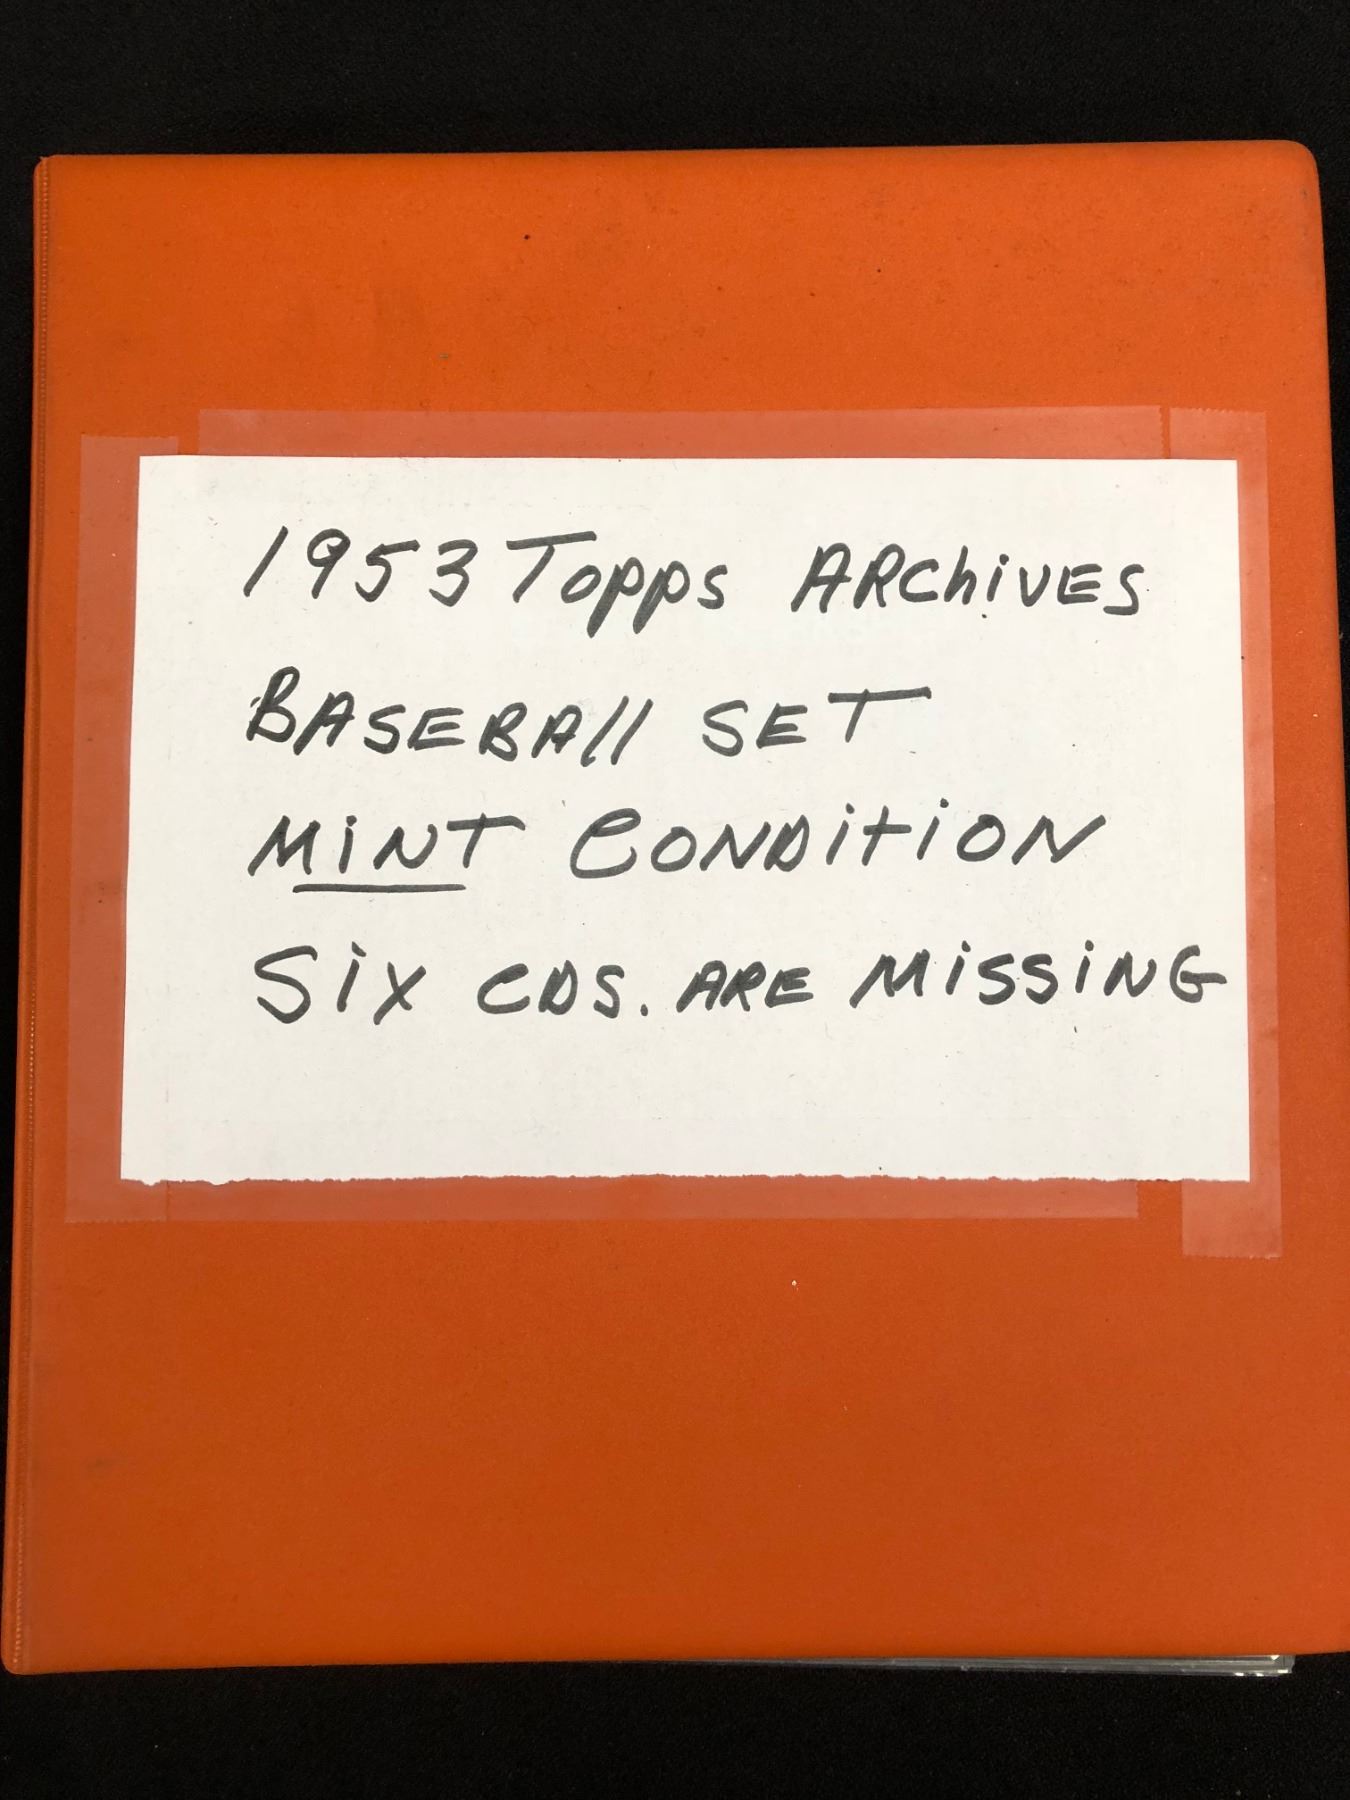 1953 Topps ARChiVES
BASEBAll SET
MiNT CONDiTiON
SiX CDS. ARE MiSSiNG